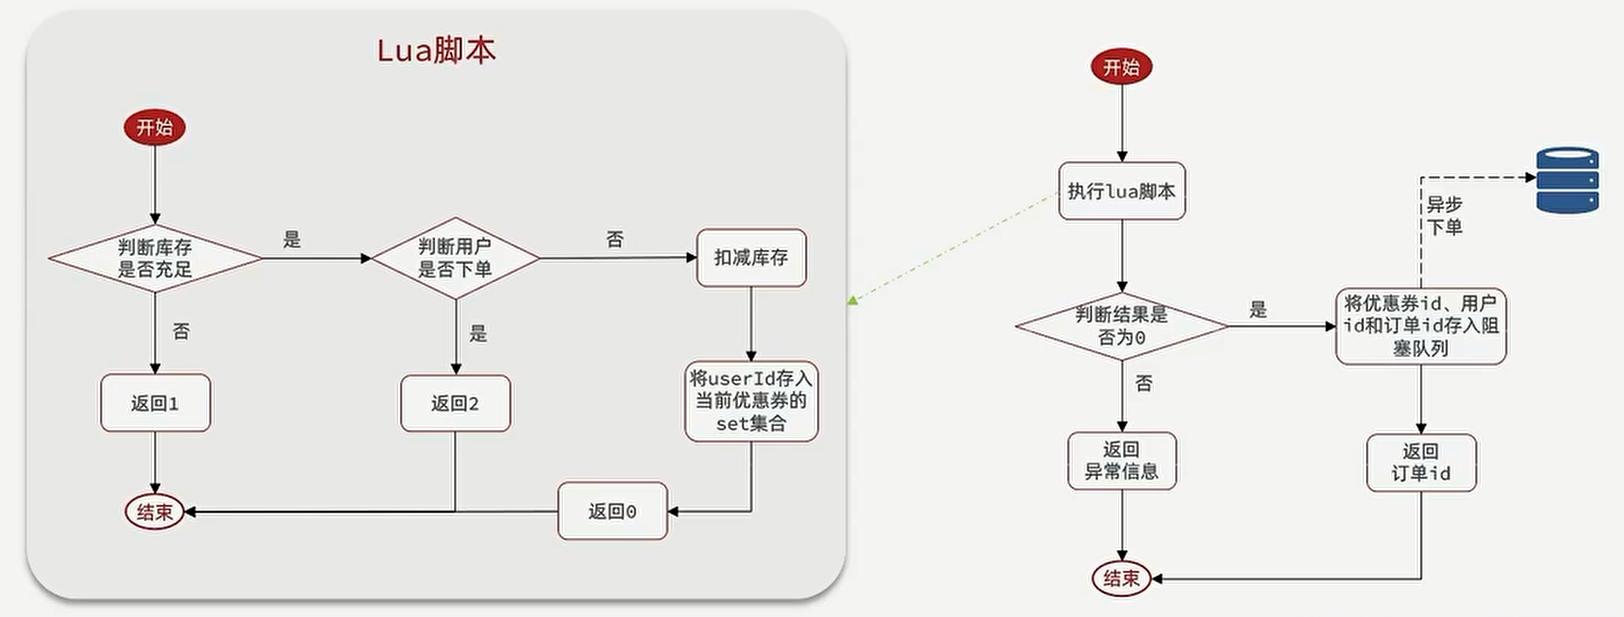 Lua脚本
开始
判断库存
是否充足
是
判断用户
是否下单
否
扣减库存
否
是
返回1
返回2
将userId存入
当前优惠券的
set集合
结束
返回0
开始
执行lua脚本
异步
下单
判断结果是
否为0
是
将优惠券id、用户
id和订单id存入阻
塞队列
否
返回
异常信息
返回
订单id
结束